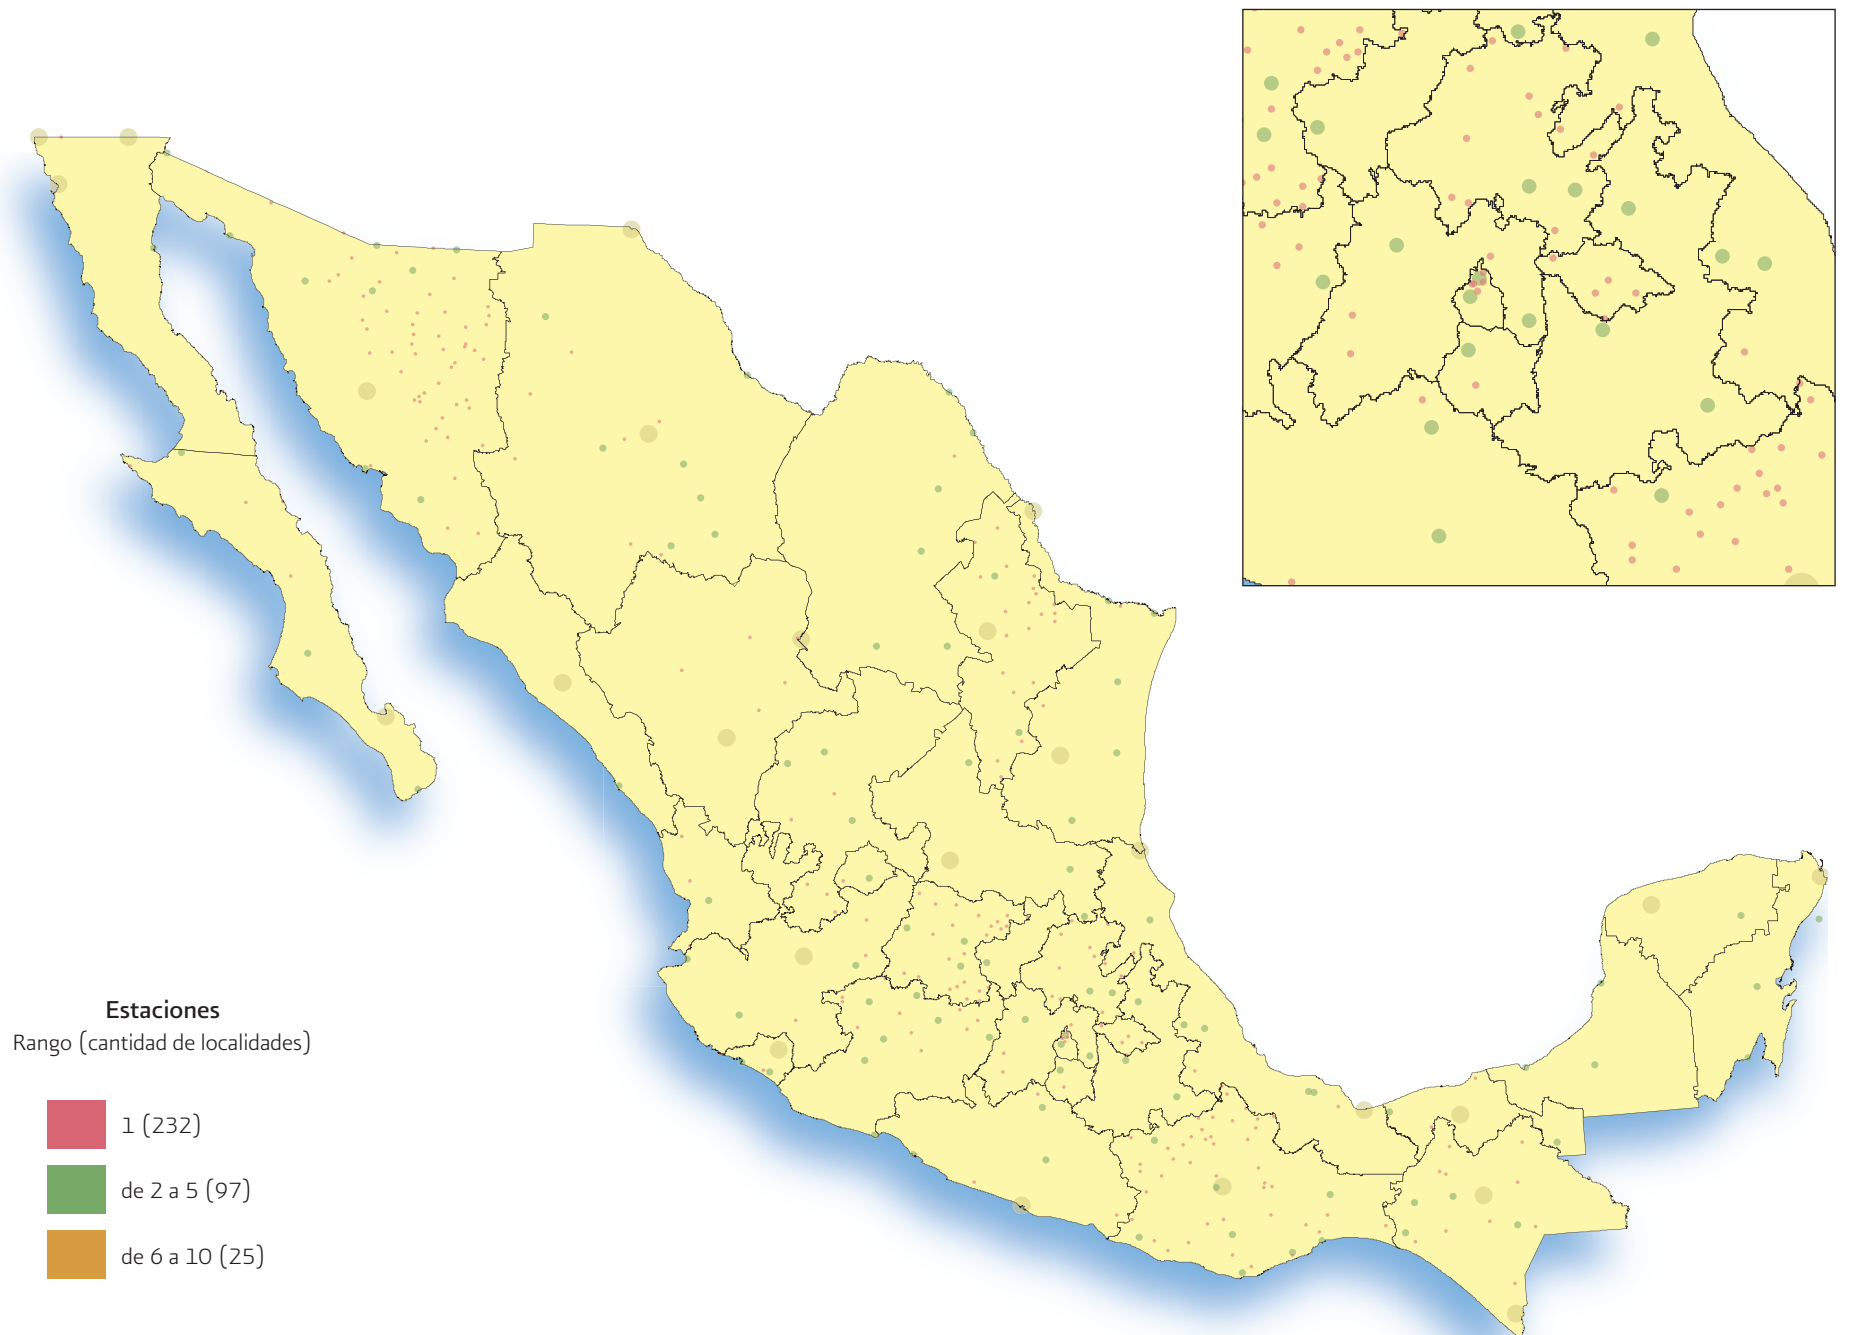 Estaciones
Rango (cantidad de localidades)
1 (232)
de 2 a 5 (97)
de 6 a 10 (25)